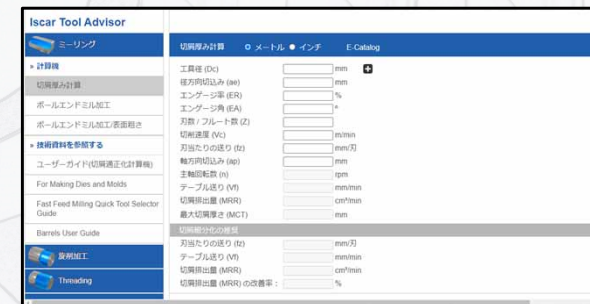 Iscar Tool Advisor
ミーリング
» 計算機
切屑厚み計算
ボールエンドミル加工
ボールエンドミル加工/表面粗さ
» 技術資料を参照する
ユーザーガイド(切屑適正化計算機)
For Making Dies and Molds
Fast Feed Milling Quick Tool Selector
Guide
Barrels User Guide
旋削加工
Threading
切屑厚み計算 メートル インチ E-Catalog
工具径 (Dc) mm
径方向切込み (ae) mm
エンゲージ率 (ER) %
エンゲージ角 (EA) °
刃数 / フルート数 (Z)
切削速度 (Vc) m/min
刃当たりの送り (fz) mm/刃
軸方向切込み (ap) mm
主軸回転数 (n) rpm
テーブル送り (Vf) mm/min
切屑排出量 (MRR) cm³/min
最大切屑厚さ (MCT) mm
切屑細分化の推奨
刃当たりの送り (fz) mm/刃
テーブル送り (Vf) mm/min
切屑排出量 (MRR) cm³/min
切屑排出量 (MRR) の改善率 : %